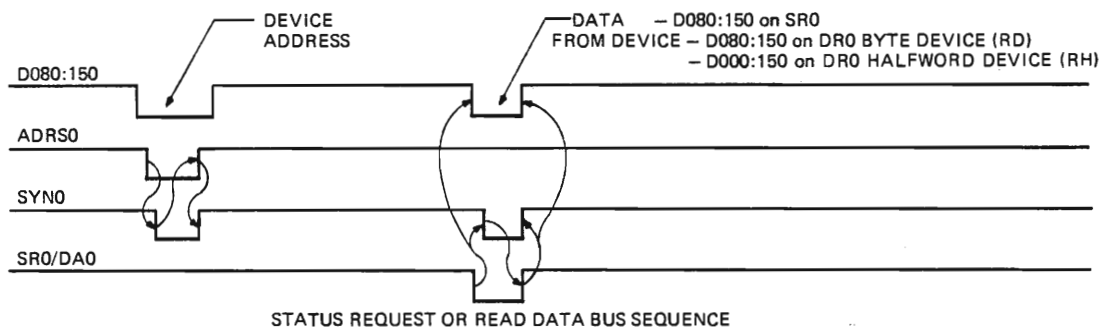 DEVICE
ADDRESS
DATA – D080:150 on SR0
FROM DEVICE – D080:150 on DR0 BYTE DEVICE (RD)
– D000:150 on DR0 HALFWORD DEVICE (RH)
D080:150
ADRS0
SYN0
SR0/DA0
STATUS REQUEST OR READ DATA BUS SEQUENCE